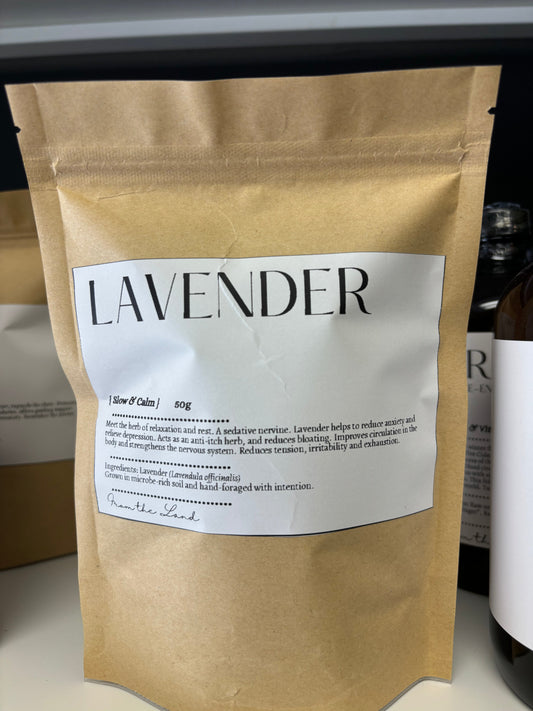 LAVENDER
[ Slow & Calm ] 50g
Meet the herb of relaxation and rest. A sedative nervine. Lavender helps to reduce anxiety and
relieve depression. Acts as an anti-itch herb, and reduces bloating. Improves circulation in the
body and strengthens the nervous system. Reduces tension, irritability and exhaustion.
Ingredients: Lavender (Lavendula officinalis)
Grown in microbe-rich soil and hand-foraged with intention.
From the Land